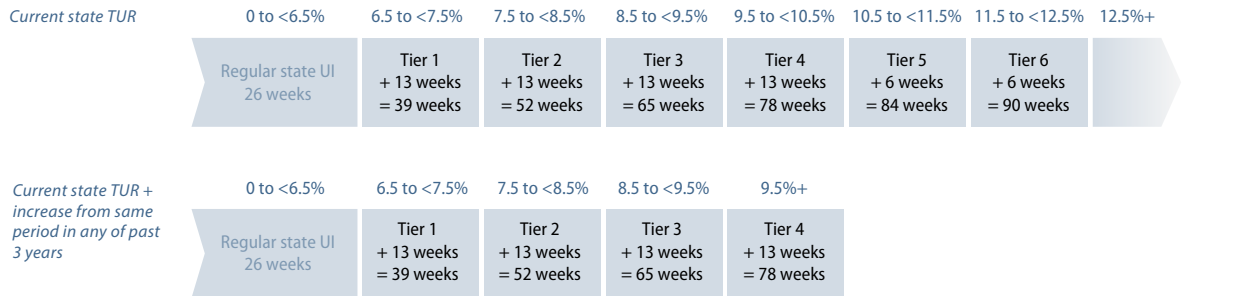 Current state TUR
0 to <6.5%
6.5 to <7.5%
7.5 to <8.5%
8.5 to <9.5%
9.5 to <10.5%
10.5 to <11.5%
11.5 to <12.5%
12.5%+
Regular state UI
26 weeks
Tier 1
+ 13 weeks
= 39 weeks
Tier 2
+ 13 weeks
= 52 weeks
Tier 3
+ 13 weeks
= 65 weeks
Tier 4
+ 13 weeks
= 78 weeks
Tier 5
+ 6 weeks
= 84 weeks
Tier 6
+ 6 weeks
= 90 weeks
Current state TUR +
increase from same
period in any of past
3 years
0 to <6.5%
6.5 to <7.5%
7.5 to <8.5%
8.5 to <9.5%
9.5%+
Regular state UI
26 weeks
Tier 1
+ 13 weeks
= 39 weeks
Tier 2
+ 13 weeks
= 52 weeks
Tier 3
+ 13 weeks
= 65 weeks
Tier 4
+ 13 weeks
= 78 weeks